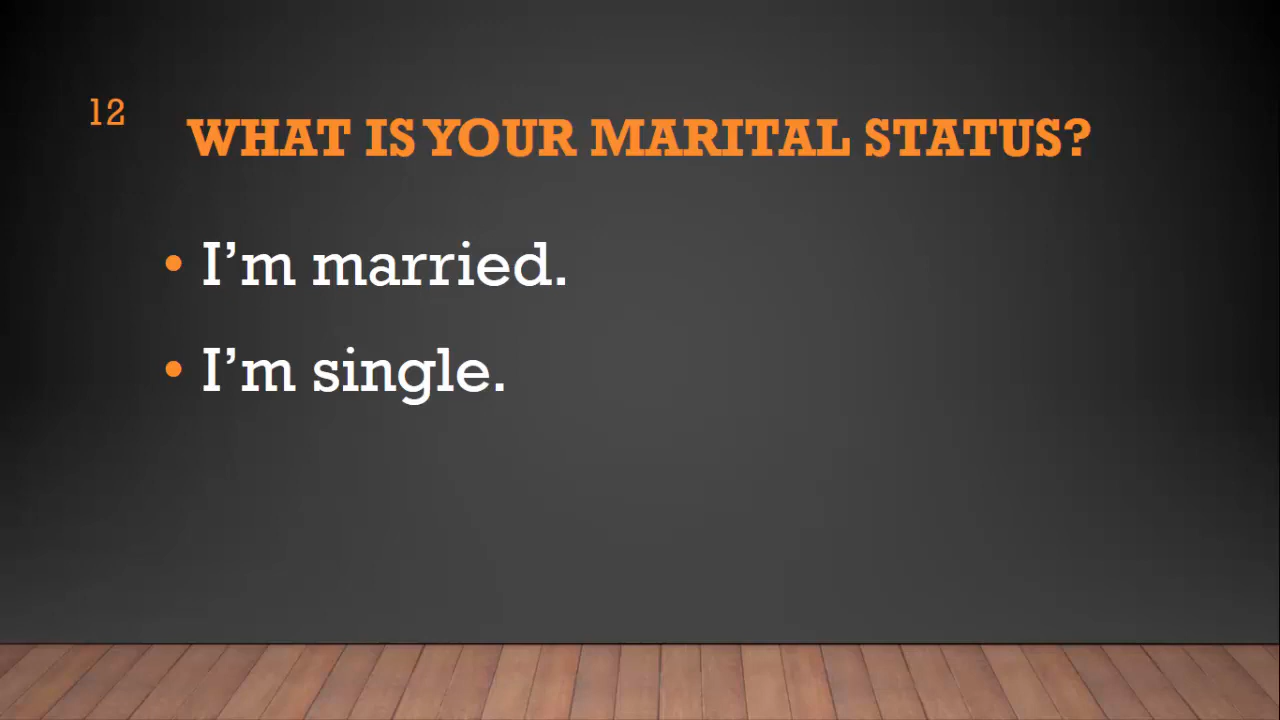 12
WHAT IS YOUR MARITAL STATUS?
• I’m married.
• I’m single.